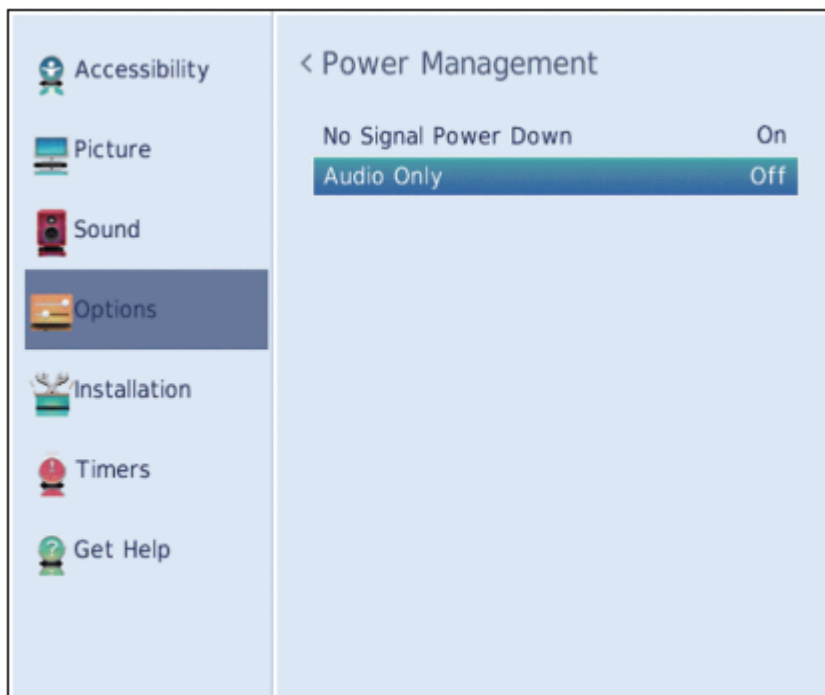 Accessibility
Picture
Sound
Options
Installation
Timers
Get Help
< Power Management
No Signal Power Down On
Audio Only Off